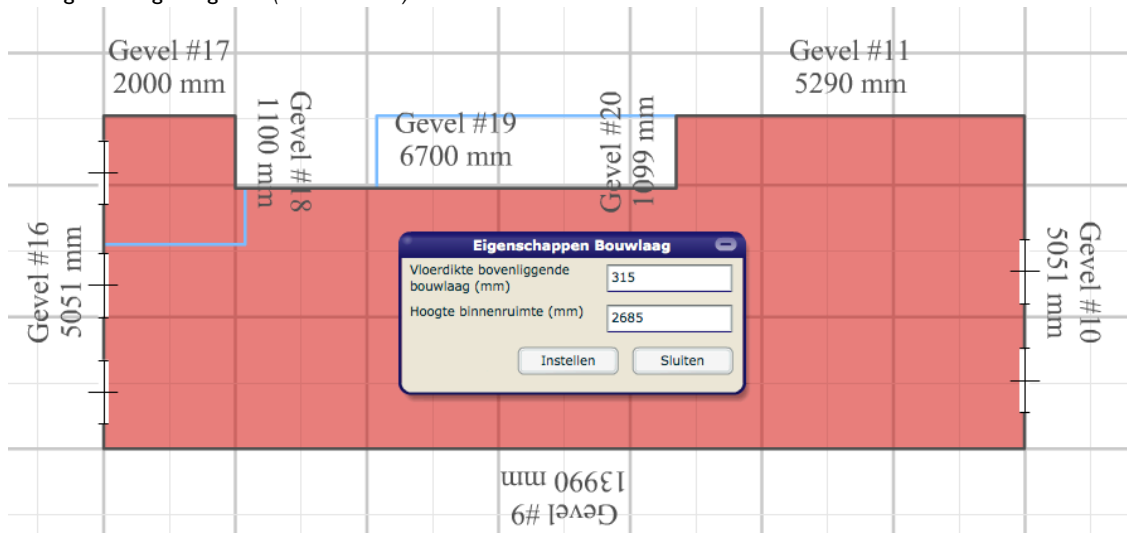 Gevel #17
2000 mm
Gevel #18
1100 mm
Gevel #19
6700 mm
Gevel #20
1099 mm
Gevel #11
5290 mm
Gevel #16
5051 mm
Eigenschappen Bouwlaag
Vloerdikte bovenliggende
bouwlaag (mm)
315
Hoogte binnenruimte (mm)
2685
Instellen
Sluiten
Gevel #10
5051 mm
Gevel #9
13990 mm